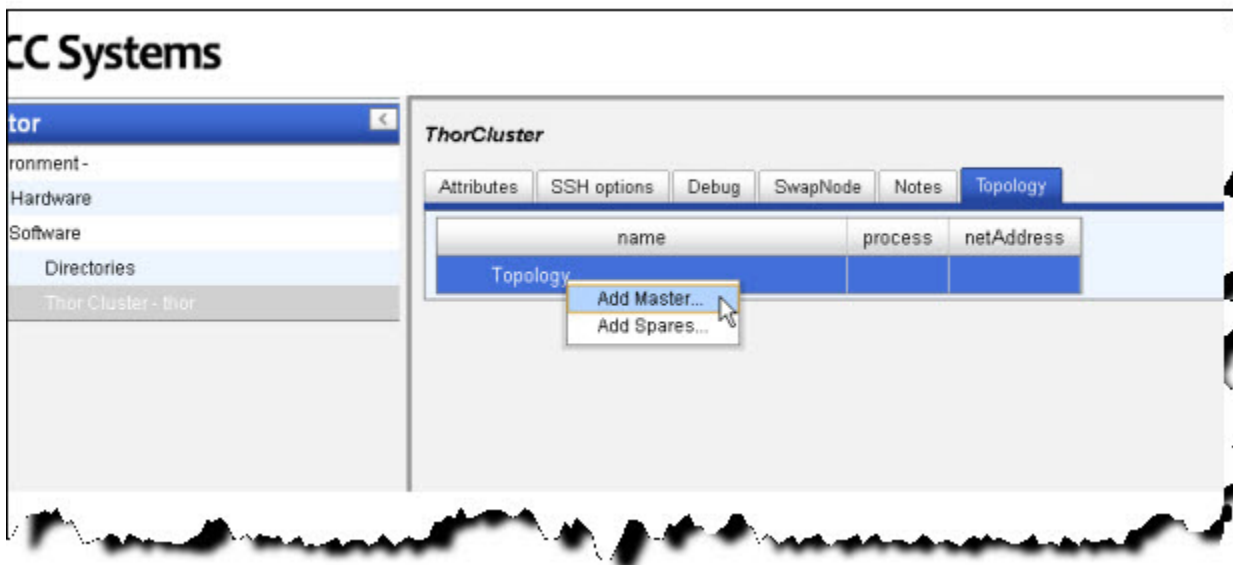 CC Systems
tor
ronment -
Hardware
Software
Directories
Thor Cluster - thor
ThorCluster
Attributes SSH options Debug SwapNode Notes Topology
name process netAddress
Topology
Add Master...
Add Spares...